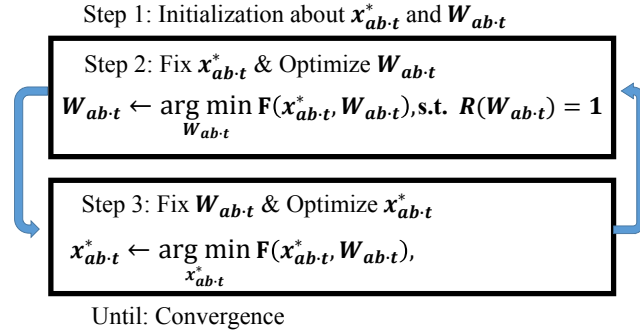 Step 1: Initialization about x*ab·t and Wab·t
Step 2: Fix x*ab·t & Optimize Wab·t
Wab·t ← arg min F(x*ab·t, Wab·t), s.t. R(Wab·t) = 1
Wab·t
Step 3: Fix Wab·t & Optimize x*ab·t
x*ab·t ← arg min F(x*ab·t, Wab·t),
x*ab·t
Until: Convergence